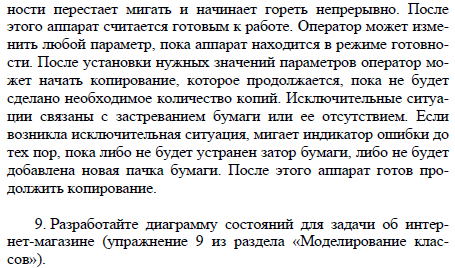 ности перестает мигать и начинает гореть непрерывно. После
этого аппарат считается готовым к работе. Оператор может изме-
нить любой параметр, пока аппарат находится в режиме готовно-
сти. После установки нужных значений параметров оператор мо-
жет начать копирование, которое продолжается, пока не будет
сделано необходимое количество копий. Исключительные ситуа-
ции связаны с застреванием бумаги или ее отсутствием. Если
возникла исключительная ситуация, мигает индикатор ошибки до
тех пор, пока либо не будет устранен затор бумаги, либо не будет
добавлена новая пачка бумаги. После этого аппарат готов про-
должить копирование.
9. Разработайте диаграмму состояний для задачи об интер-
нет-магазине (упражнение 9 из раздела «Моделирование клас-
сов»).